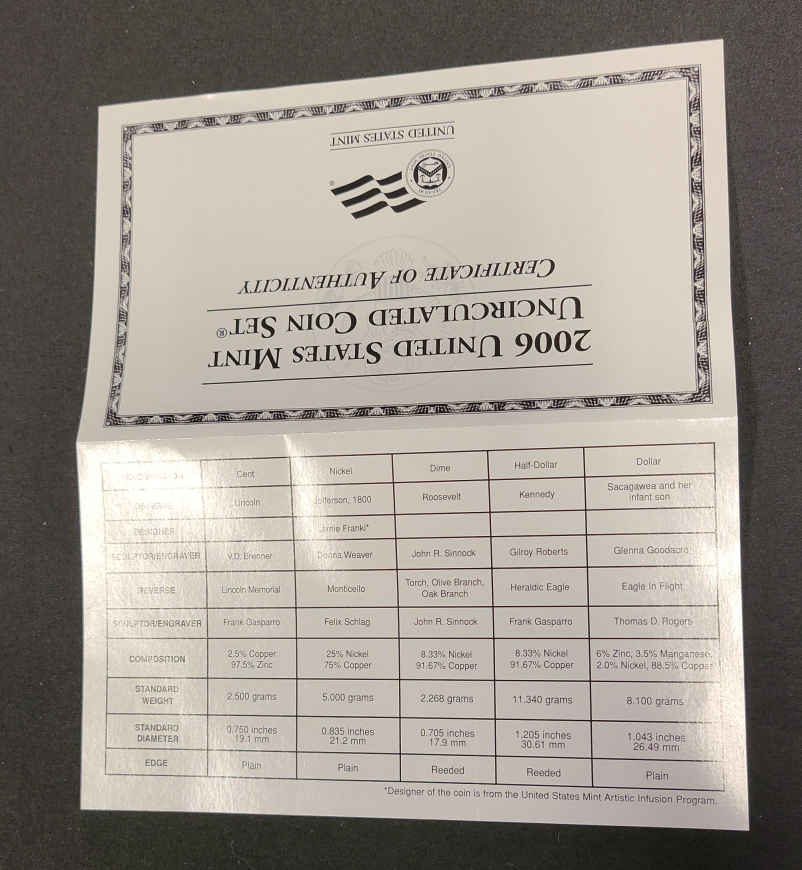 2006 UNITED STATES MINT
UNCIRCULATED COIN SET®
CERTIFICATE OF AUTHENTICITY
®
UNITED STATES MINT
Cent Nickel Dime Half-Dollar Dollar
Lincoln Jefferson, 1800 Roosevelt Kennedy Sacagawea and her
infant son
DESIGNER Jamie Franki*
SCULPTOR/ENGRAVER V.D. Brenner Donna Weaver John R. Sinnock Gilroy Roberts Glenna Goodacre
REVERSE Lincoln Memorial Monticello Torch, Olive Branch, Heraldic Eagle Eagle In Flight
Oak Branch
SCULPTOR/ENGRAVER Frank Gasparro Felix Schlag John R. Sinnock Frank Gasparro Thomas D. Rogers
COMPOSITION 2.5% Copper 25% Nickel 8.33% Nickel 8.33% Nickel 6% Zinc, 3.5% Manganese,
97.5% Zinc 75% Copper 91.67% Copper 91.67% Copper 2.0% Nickel, 88.5% Copper
STANDARD
WEIGHT 2.500 grams 5.000 grams 2.268 grams 11.340 grams 8.100 grams
STANDARD 0.750 inches 0.835 inches 0.705 inches 1.205 inches 1.043 inches
DIAMETER 19.1 mm 21.2 mm 17.9 mm 30.61 mm 26.49 mm
EDGE Plain Plain Reeded Reeded Plain
*Designer of the coin is from the United States Mint Artistic Infusion Program.